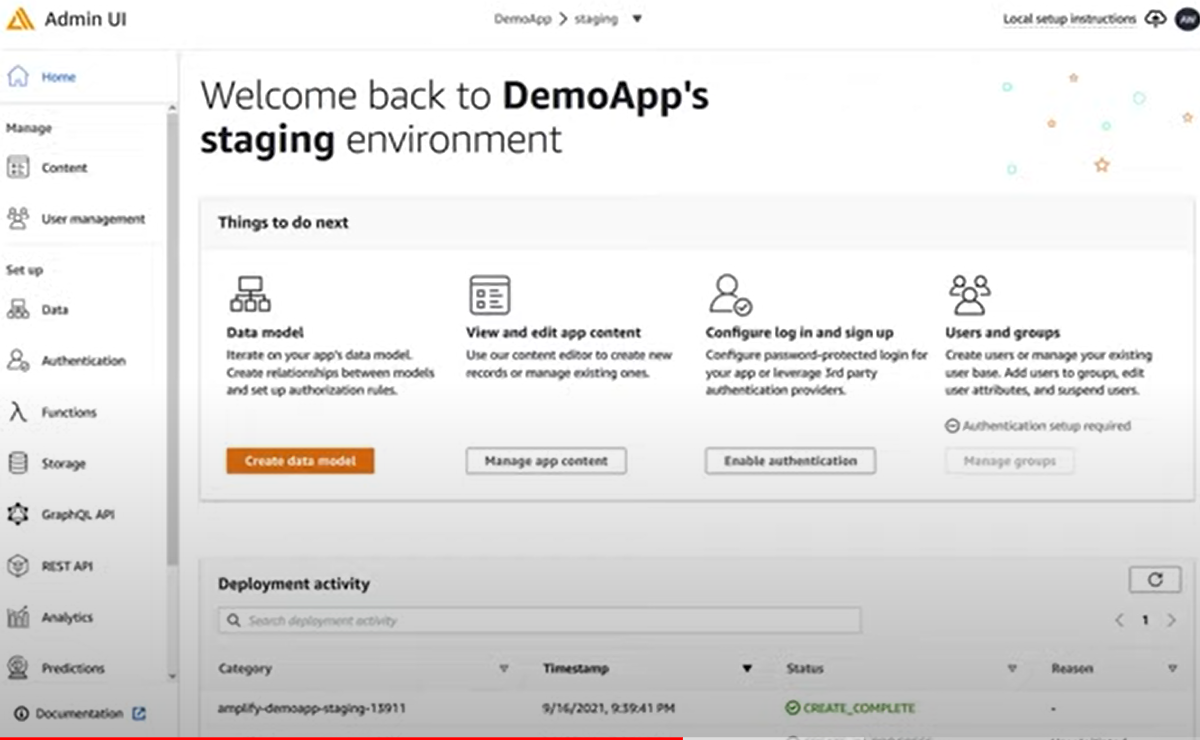 Admin UI
DemoApp > staging
Local setup instructions
AW
Home
Manage
Content
User management
Set up
Data
Authentication
Functions
Storage
GraphQL API
REST API
Analytics
Predictions
Documentation
Welcome back to DemoApp's
staging environment
Things to do next
Data model
Iterate on your app's data model.
Create relationships between models
and set up authorization rules.
Create data model
View and edit app content
Use our content editor to create new
records or manage existing ones.
Manage app content
Configure log in and sign up
Configure password-protected login for
your app or leverage 3rd party
authentication providers.
Enable authentication
Users and groups
Create users or manage your existing
user base. Add users to groups, edit
user attributes, and suspend users.
Authentication setup required
Manage groups
Deployment activity
Search deployment activity
1
Category Timestamp Status Reason
amplify-demoapp-staging-13911 9/16/2021, 9:39:41 PM CREATE_COMPLETE -